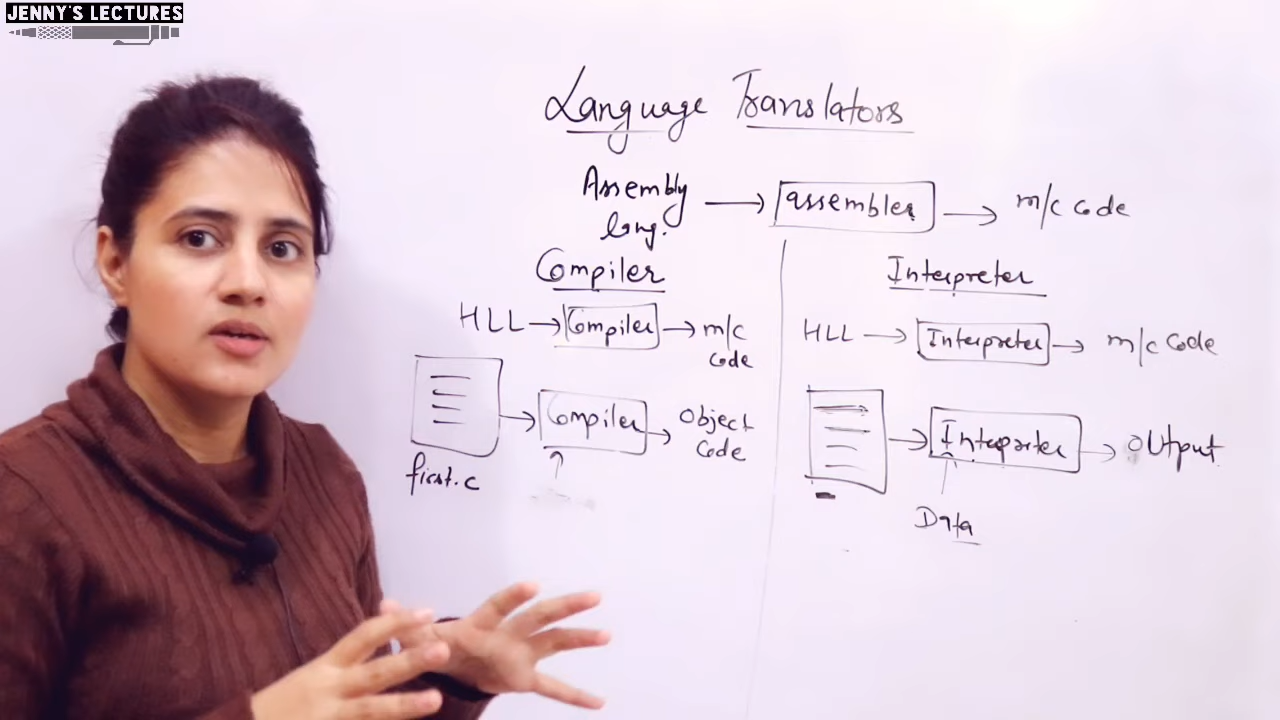 JENNY'S LECTURES
Language Translators
Assembly lang. → assembler → m/c code
Compiler
HLL → Compiler → m/c code
first.c → Compiler → Object Code
Interpreter
HLL → Interpreter → m/c Code
Interporter → Output
Data